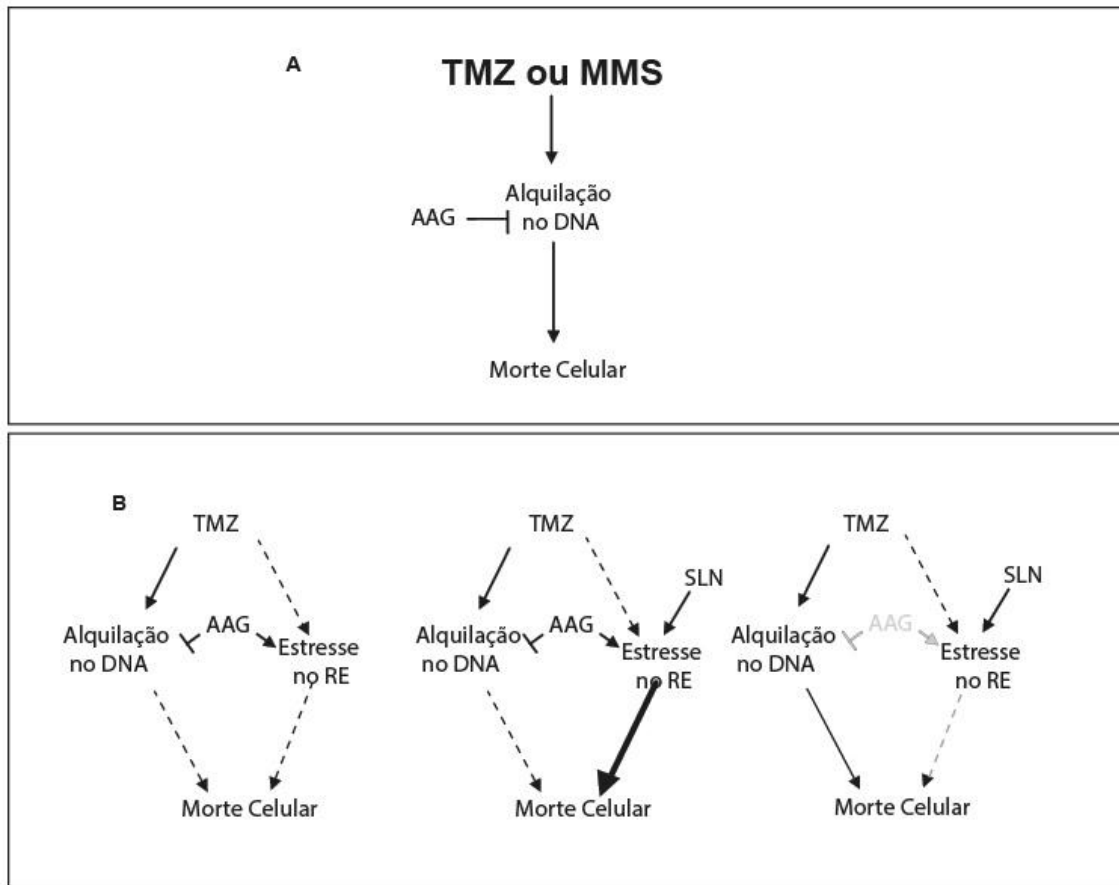 A
TMZ ou MMS
Alquilação
no DNA
AAG
Morte Celular
B
TMZ
Alquilação
no DNA
AAG
Estresse
no RE
Morte Celular
TMZ
SLN
Alquilação
no DNA
AAG
Estresse
no RE
Morte Celular
TMZ
SLN
Alquilação
no DNA
AAG
Estresse
no RE
Morte Celular